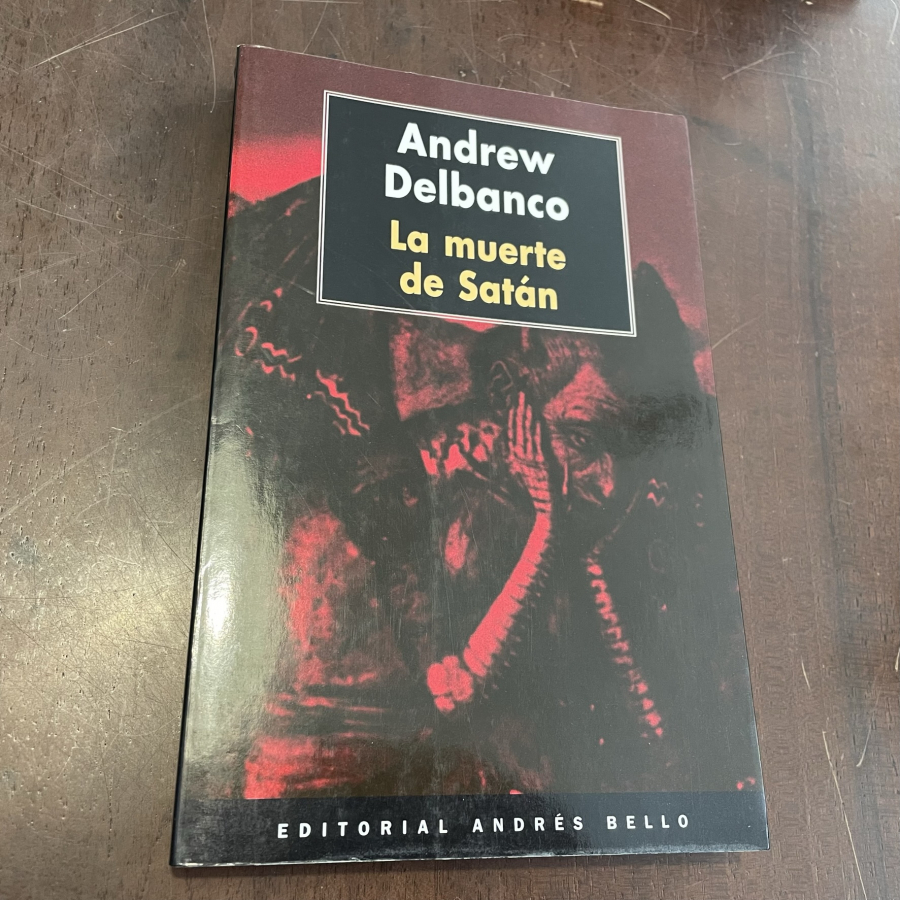 Andrew
Delbanco
La muerte
de Satán
EDITORIAL ANDRÉS BELLO